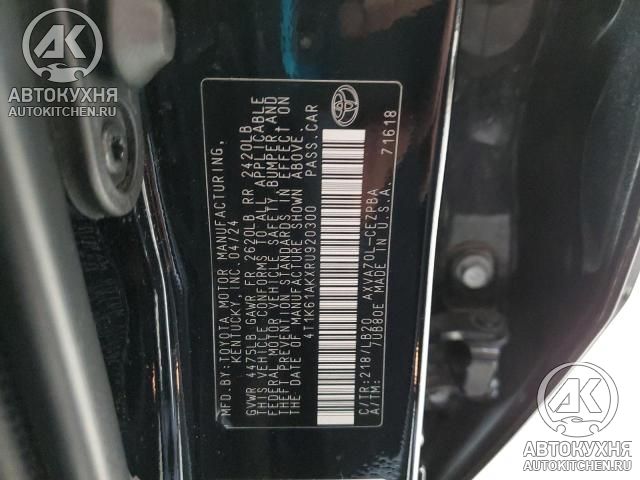 AK
АВТОКУХНЯ
AUTOKITCHEN.RU
MFD.BY: TOYOTA MOTOR MANUFACTURING,
KENTUCKY, INC. 04/24
GVWR 4475LB GAWR FR 2620LB RR 2420LB
THIS VEHICLE CONFORMS TO ALL APPLICABLE
FEDERAL MOTOR VEHICLE SAFETY, BUMPER AND
THEFT PREVENTION STANDARDS IN EFFECT ON
THE DATE OF MANUFACTURE SHOWN ABOVE.
4T1K61AKXRU920300 PASS.CAR
C/TR:218 /LB20 AXVA70L-CEZPBA
A/TM: /UB80E MADE IN U.S.A. 71618
AK
АВТОКУХНЯ
AUTOKITCHEN.RU